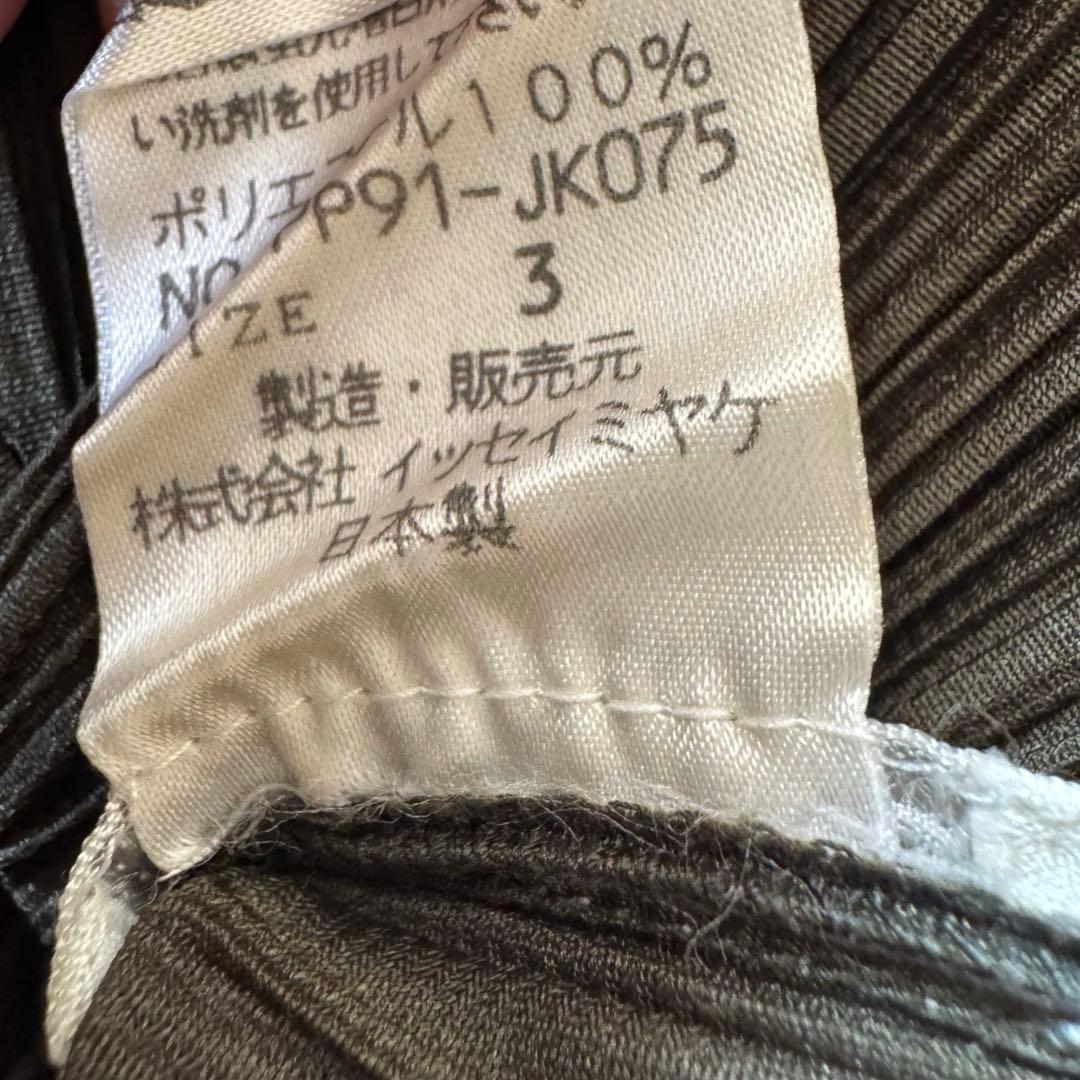 い洗剤を使用して下さい。
ポリエステル100%
NO. PP91-JK075
SIZE 3
製造・販売元
株式会社イッセイミヤケ
日本製